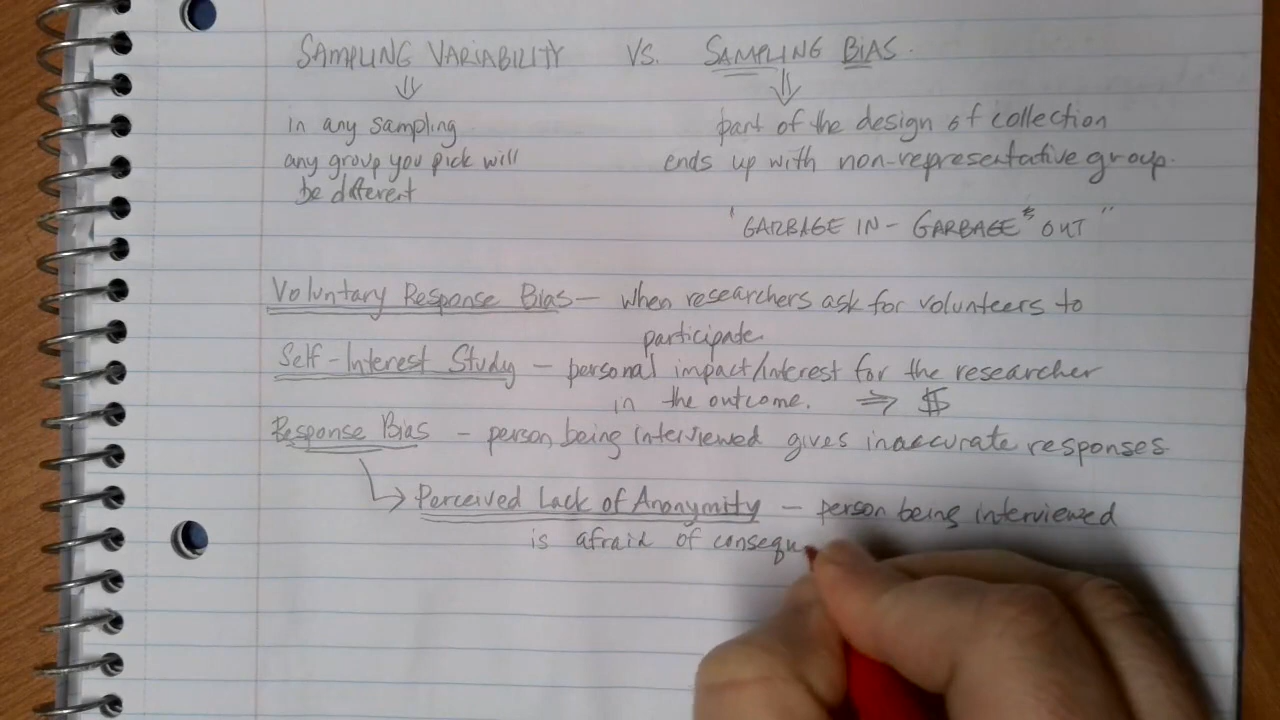 SAMPLING VARIABILITY VS. SAMPLING BIAS.
in any sampling
any group you pick will
be different
part of the design of collection
ends up with non-representative group.
"GARBAGE IN - GARBAGE OUT"
Voluntary Response Bias - when researchers ask for volunteers to
participate.
Self-Interest Study - personal impact/interest for the researcher
in the outcome. ⇒ $
Response Bias - person being interviewed gives inaccurate responses
Perceived Lack of Anonymity - person being interviewed
is afraid of consequ